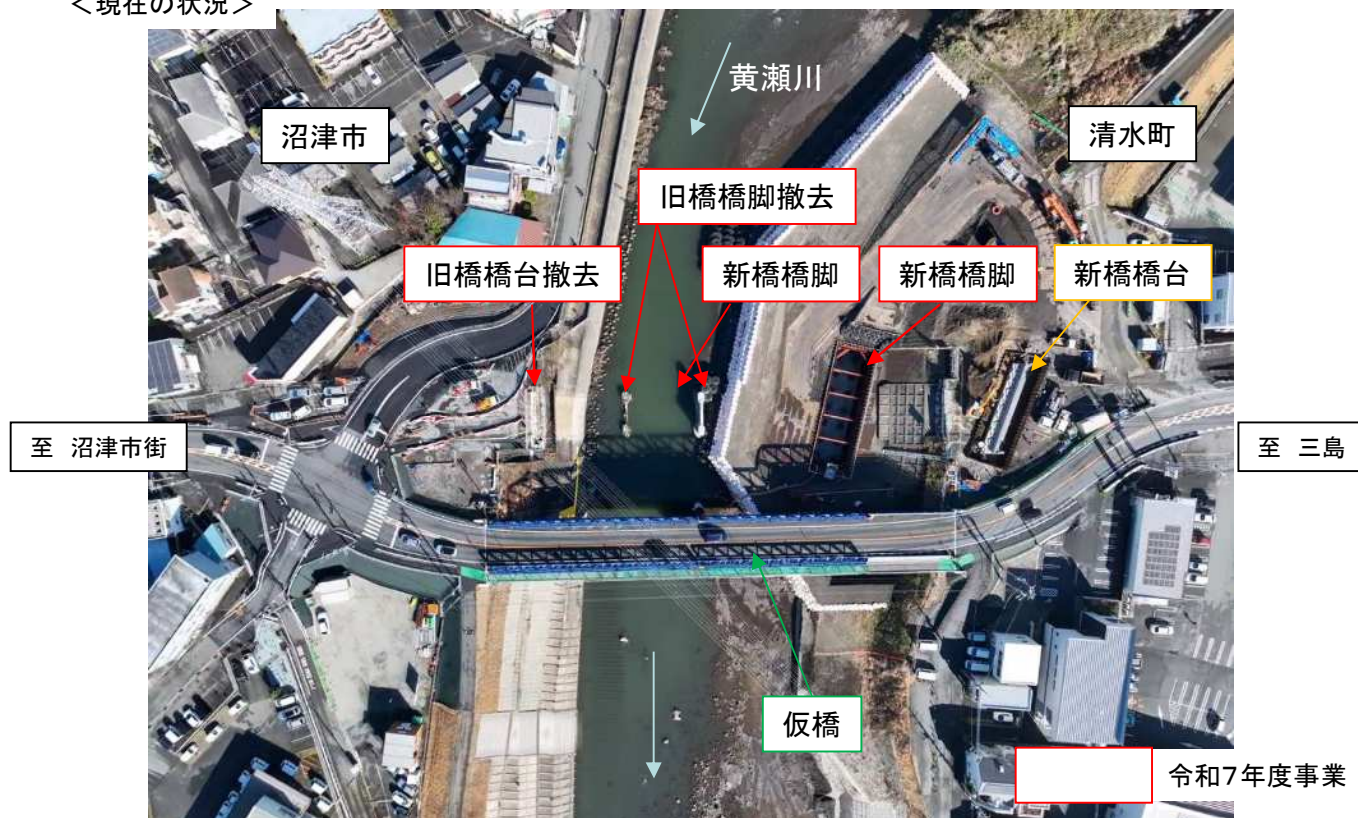 ＜現在の状況＞
黄瀬川
沼津市
清水町
旧橋橋脚撤去
旧橋橋台撤去
新橋橋脚
新橋橋脚
新橋橋台
至 沼津市街
至 三島
仮橋
令和7年度事業